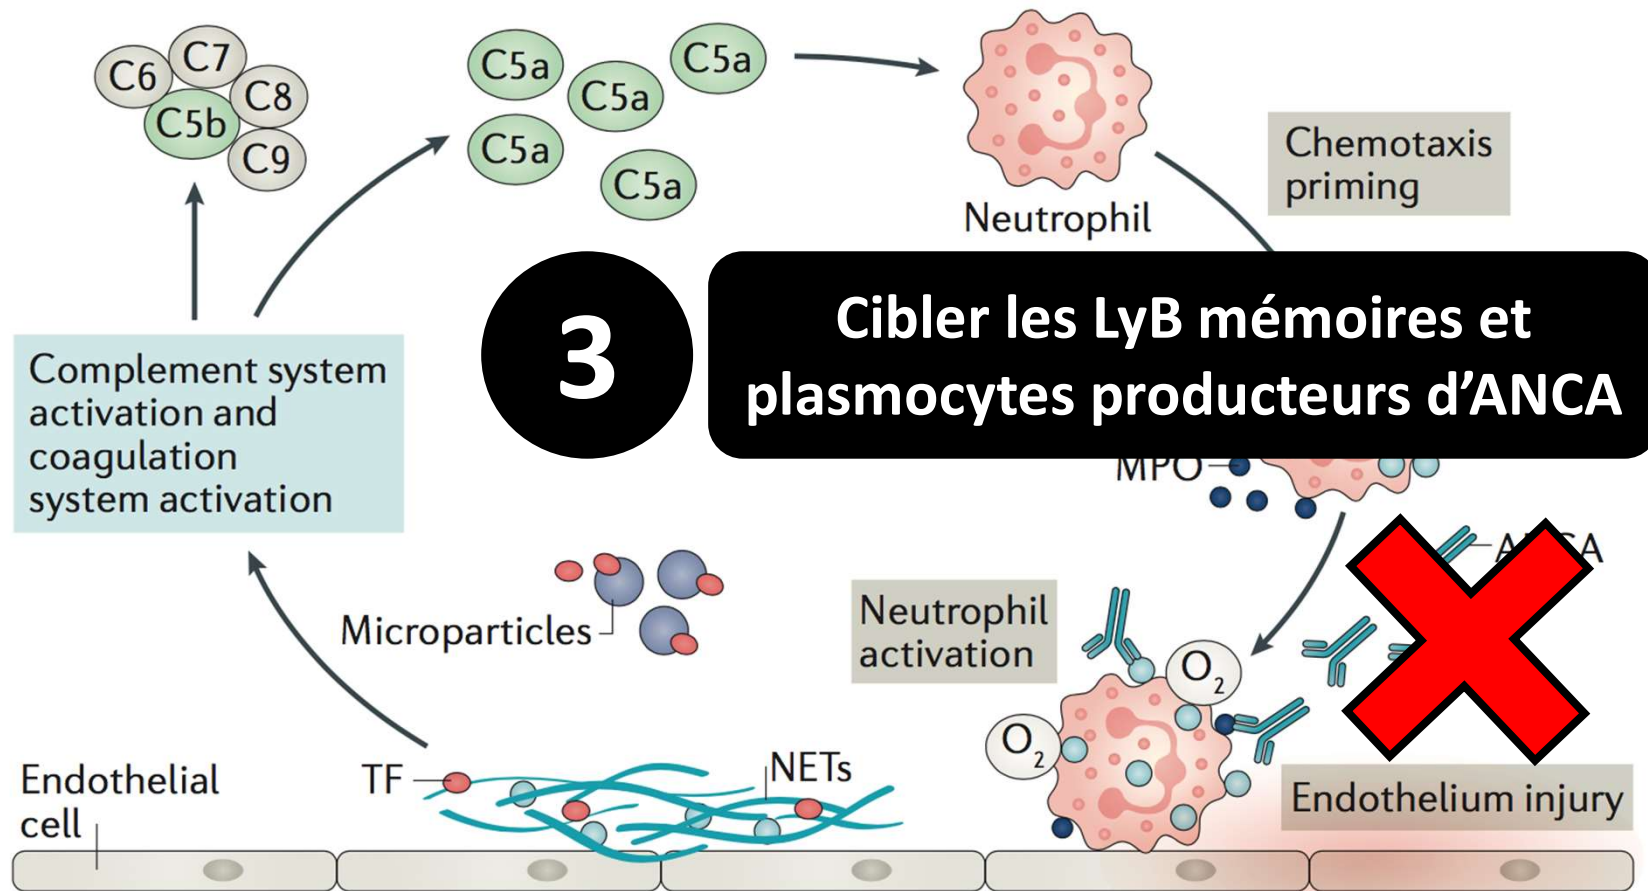 C6
C7
C8
C5b
C9
C5a
C5a
C5a
C5a
C5a
Neutrophil
Chemotaxis
priming
3
Cibler les LyB mémoires et
plasmocytes producteurs d’ANCA
Complement system
activation and
coagulation
system activation
MPO
Microparticles
Neutrophil
activation
O2
O2
TF
NETs
Endothelial
cell
Endothelium injury